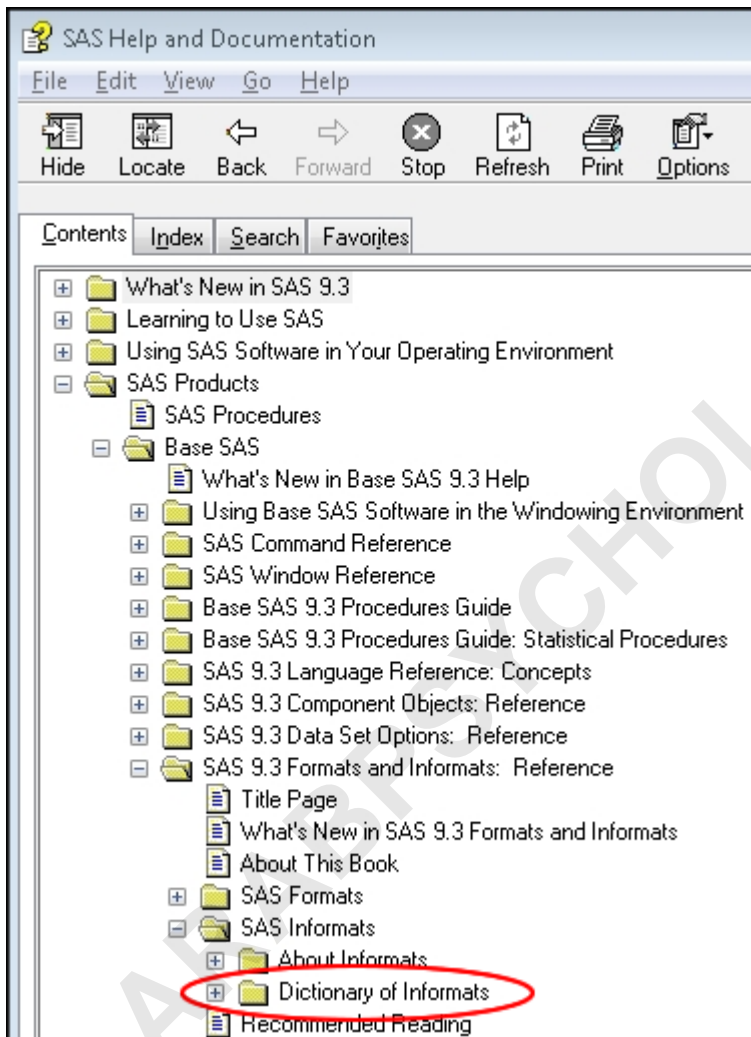 SAS Help and Documentation
File Edit View Go Help
Hide Locate Back Forward Stop Refresh Print Options
Contents Index Search Favorites
What's New in SAS 9.3
Learning to Use SAS
Using SAS Software in Your Operating Environment
SAS Products
SAS Procedures
Base SAS
What's New in Base SAS 9.3 Help
Using Base SAS Software in the Windowing Environment
SAS Command Reference
SAS Window Reference
Base SAS 9.3 Procedures Guide
Base SAS 9.3 Procedures Guide: Statistical Procedures
SAS 9.3 Language Reference: Concepts
SAS 9.3 Component Objects: Reference
SAS 9.3 Data Set Options: Reference
SAS 9.3 Formats and Informats: Reference
Title Page
What's New in SAS 9.3 Formats and Informats
About This Book
SAS Formats
SAS Informats
About Informats
Dictionary of Informats
Recommended Reading
ARABPSYCHOL